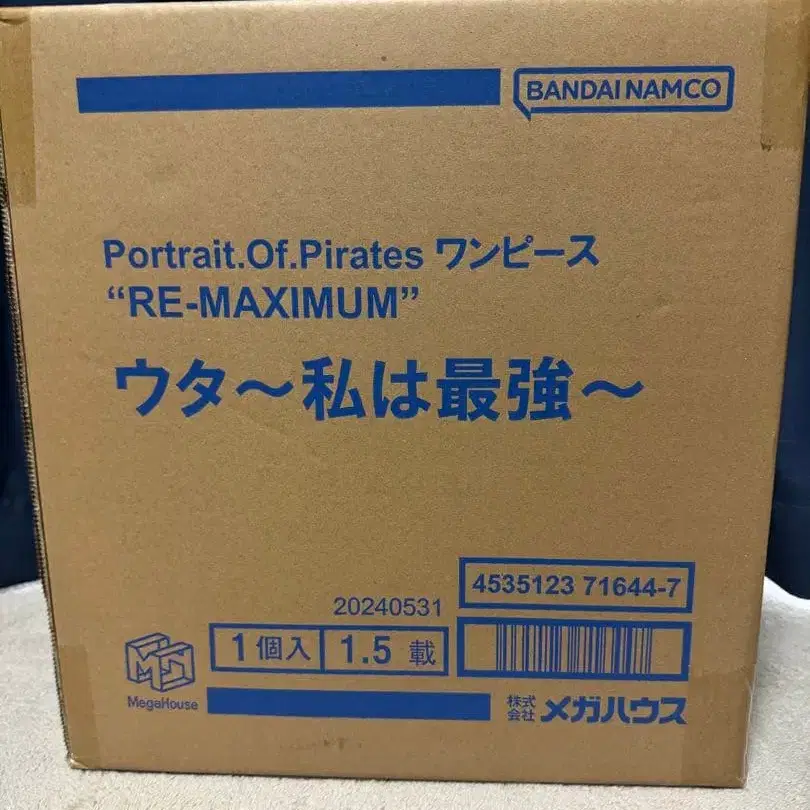 BANDAI NAMCO
Portrait.Of.Pirates ワンピース
“RE-MAXIMUM”
ウタ～私は最強～
4535123 71644-7
20240531
1個入 1.5 載
MegaHouse
株式会社 メガハウス